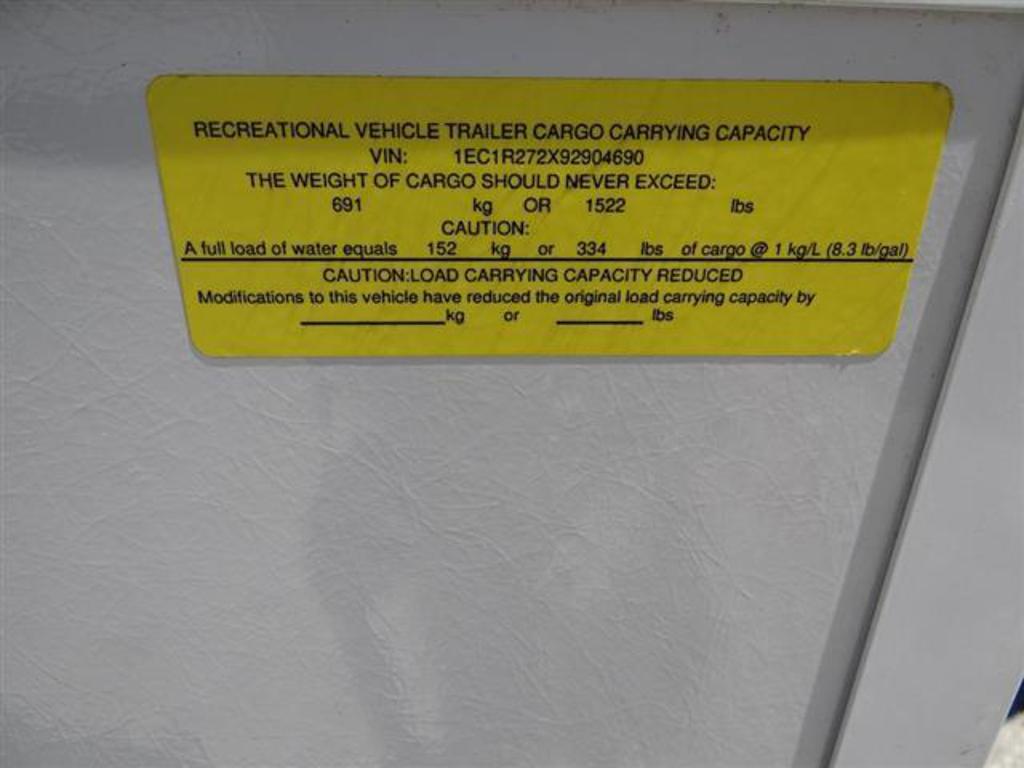 RECREATIONAL VEHICLE TRAILER CARGO CARRYING CAPACITY
VIN: 1EC1R272X92904690
THE WEIGHT OF CARGO SHOULD NEVER EXCEED:
691 kg OR 1522 lbs
CAUTION:
A full load of water equals 152 kg or 334 lbs of cargo @ 1 kg/L (8.3 lb/gal)
CAUTION:LOAD CARRYING CAPACITY REDUCED
Modifications to this vehicle have reduced the original load carrying capacity by
kg or lbs